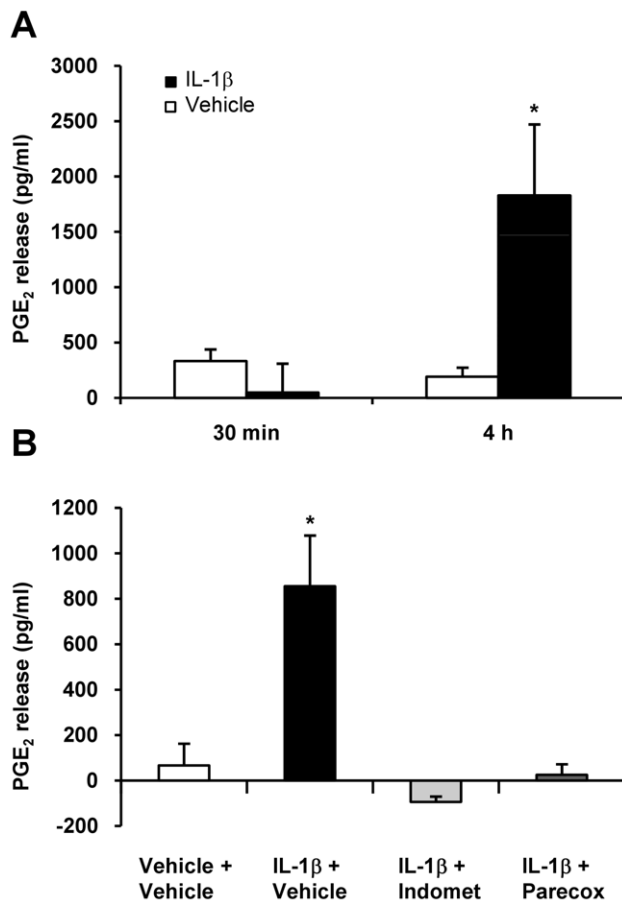 A
PGE₂ release (pg/ml)
3000
2500
2000
1500
1000
500
0
IL-1β
Vehicle
*
30 min
4 h
B
PGE₂ release (pg/ml)
1200
1000
800
600
400
200
0
-200
*
Vehicle + Vehicle
IL-1β + Vehicle
IL-1β + Indomet
IL-1β + Parecox